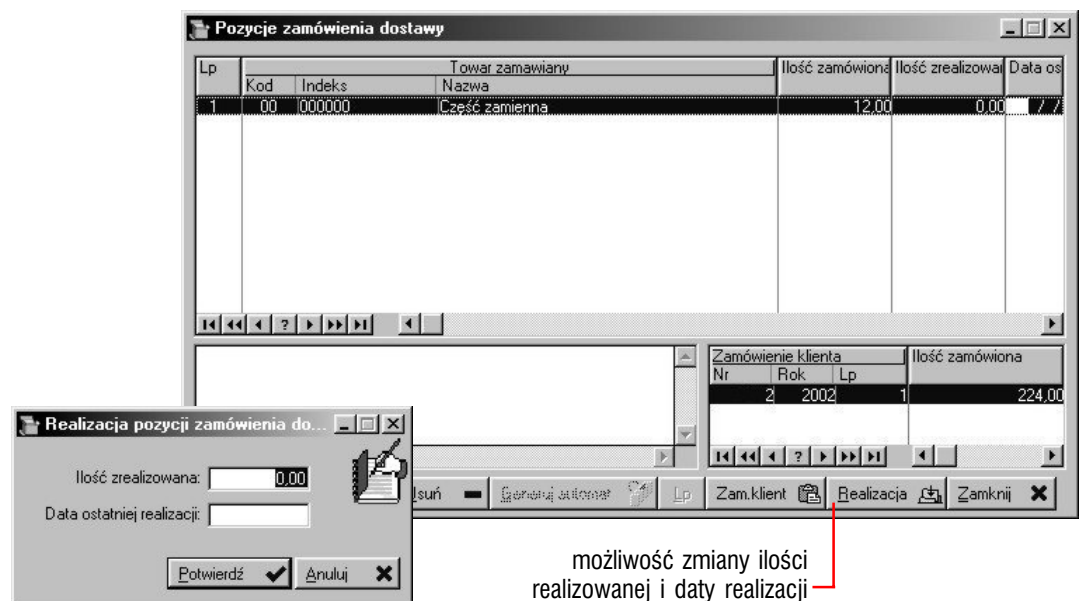 Pozycje zamówienia dostawy
Lp Towar zamawiany Ilość zamówiona Ilość zrealizowa Data os
Kod Indeks Nazwa
1 00 000000 Część zamienna 12,00 0,00 / /
Zamówienie klienta Ilość zamówiona
Nr Rok Lp
2 2002 1 224,00
Realizacja pozycji zamówienia do...
Ilość zrealizowana: 0,00
Data ostatniej realizacji:
Potwierdź Anuluj
Usuń Generuj automat Lp Zam.klient Realizacja Zamknij
możliwość zmiany ilości
realizowanej i daty realizacji